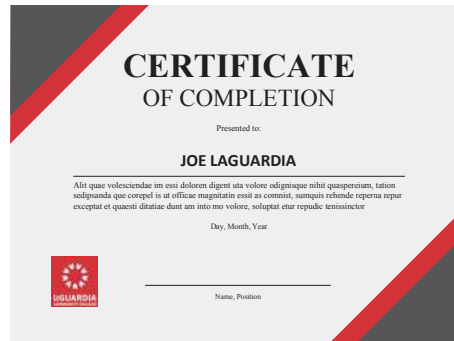 CERTIFICATE
OF COMPLETION
Presented to:
JOE LAGUARDIA
Alit quae volesciendae im essi doloren digent uta volore odignisque nihit quaspereium, tation
sedipsanda que corepel is ut officae magnitatin essit as comnist, sumquis rehende reperna repur
exceptat et quaesti ditatiae dunt am into mo volore, soluptat etur repudic tenissinctor
Day, Month, Year
LaGUARDIA
COMMUNITY COLLEGE
Name, Position